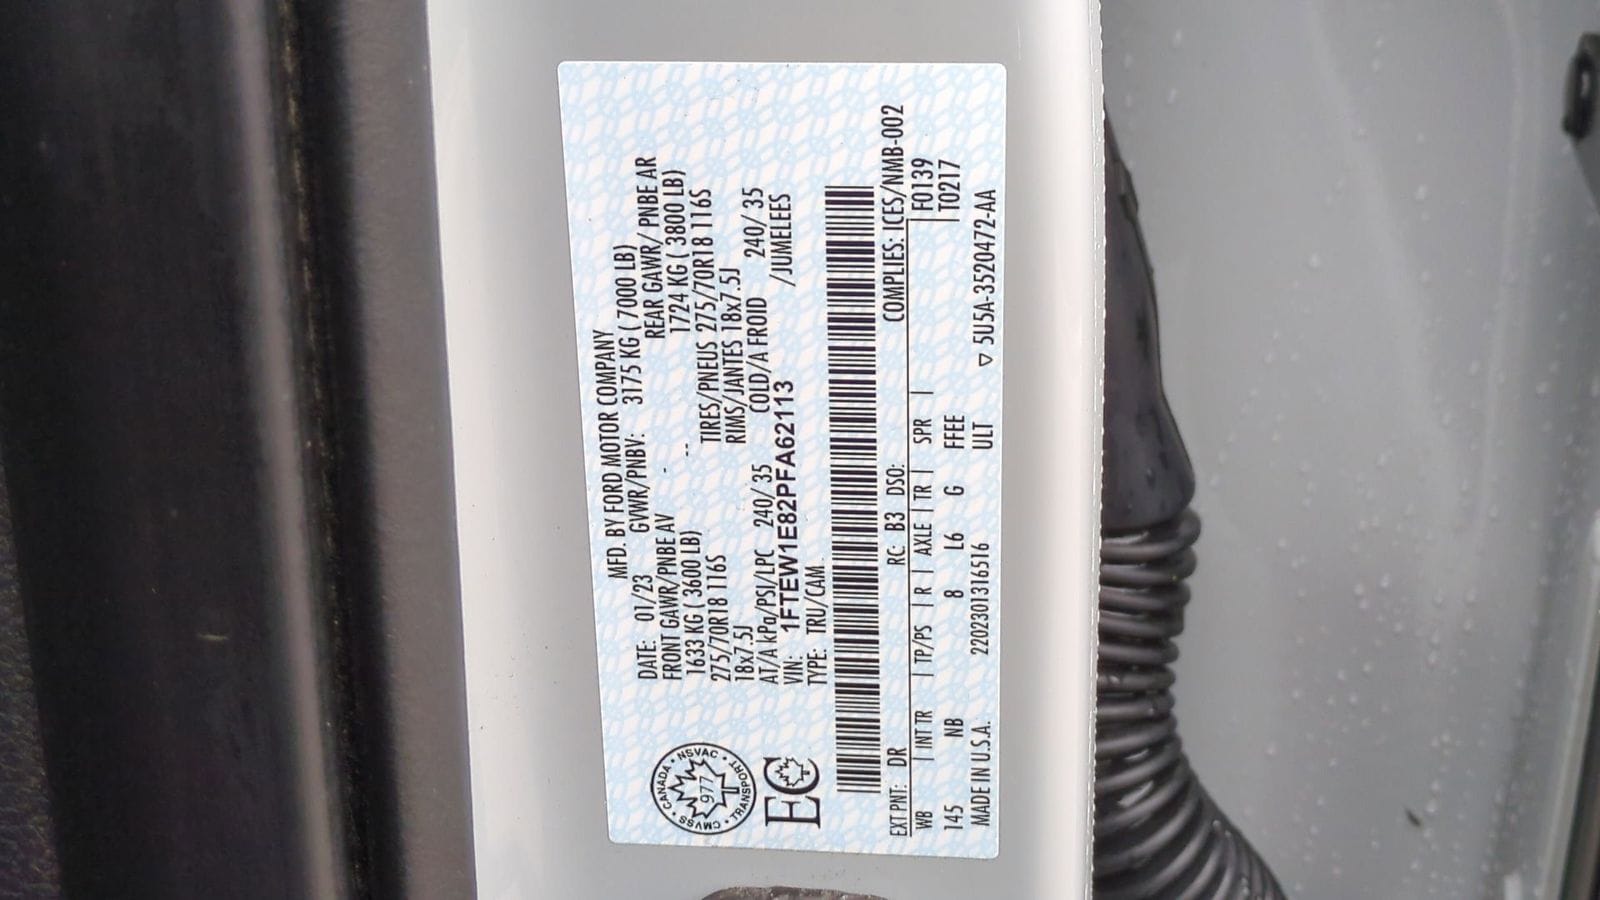 MFD. BY FORD MOTOR COMPANY
DATE: 01/23 GVWR/PNBV: 3175 KG ( 7000 LB)
FRONT GAWR/PNBE AV - REAR GAWR/ PNBE AR
1633 KG ( 3600 LB) -- 1724 KG ( 3800 LB)
275/70R18 116S TIRES/PNEUS 275/70R18 116S
18x7.5J RIMS/JANTES 18x7.5J
AT/A kPa/PSI/LPC 240/ 35 COLD/A FROID 240/ 35
VIN: 1FTEW1E82PFA62113 /JUMELEES
TYPE: TRU/CAM
CANADA • NSVAC • TRANSPORT • CMVSS •
977
EC
COMPLIES: ICES/NMB-002
EXT PNT: DR RC: B3 DSO: F0139
WB | INT TR | TP/PS | R | AXLE | TR | SPR | T0217
145 NB 8 L6 G FFEE
MADE IN U.S.A. 220230131651​6 ULT ▽ 5U5A-3520472-AA